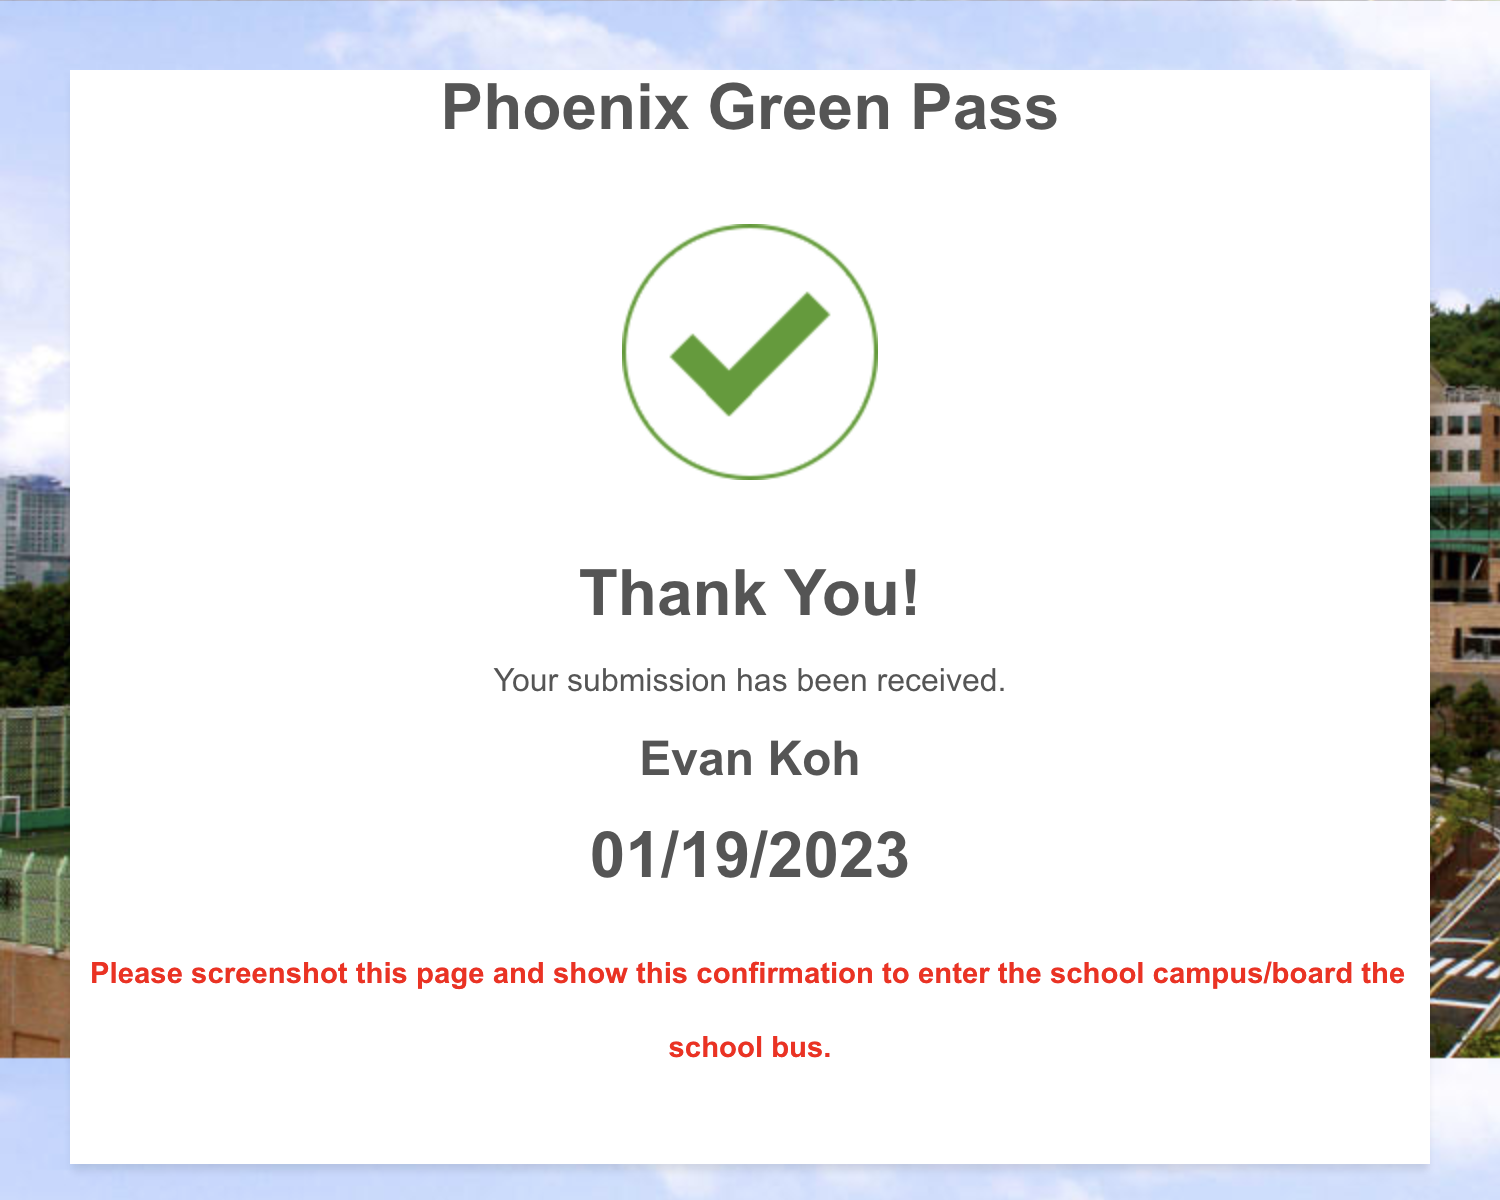 Phoenix Green Pass
Thank You!
Your submission has been received.
Evan Koh
01/19/2023
Please screenshot this page and show this confirmation to enter the school campus/board the
school bus.